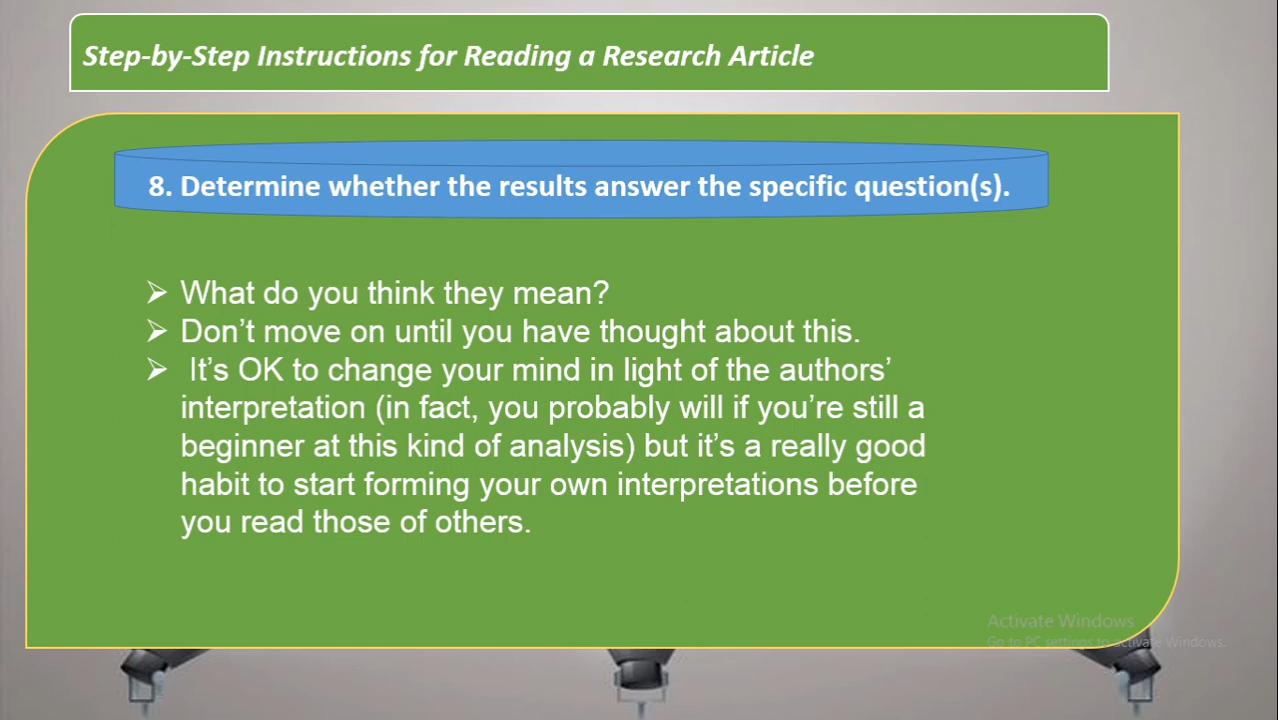 Step-by-Step Instructions for Reading a Research Article
8. Determine whether the results answer the specific question(s).
➢ What do you think they mean?
➢ Don’t move on until you have thought about this.
➢ It’s OK to change your mind in light of the authors’
interpretation (in fact, you probably will if you’re still a
beginner at this kind of analysis) but it’s a really good
habit to start forming your own interpretations before
you read those of others.
Activate Windows
Go to PC settings to activate Windows.